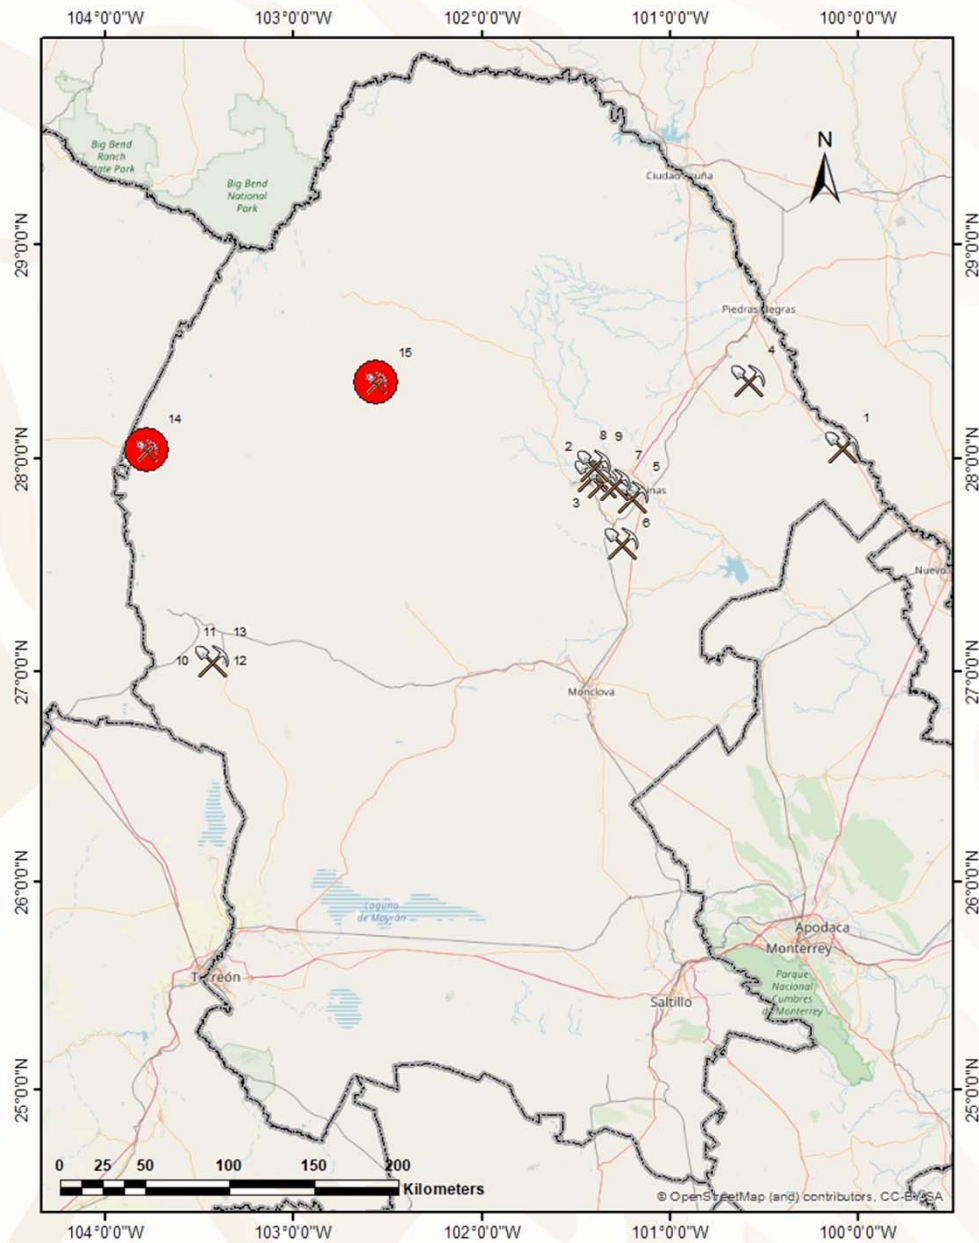 104°0'0"W 103°0'0"W 102°0'0"W 101°0'0"W 100°0'0"W
N
Big Bend
Ranch
ate Park
Big Bend
National
Park
Ciudad uña
29°0'0"N 29°0'0"N
Piedras egras
4
15
14
1
28°0'0"N 28°0'0"N
2 8 9
7
5
inas
3
6
Nuevo
11 13
10 12
27°0'0"N 27°0'0"N
Monclova
26°0'0"N 26°0'0"N
Laguna
de Mayrán
Apodaca
Monterrey
T reón
Saltillo
Parque
Nacional
Cumbres
de Monterrey
25°0'0"N 25°0'0"N
0 25 50 100 150 200
Kilometers
© OpenStreetMap (and) contributors, CC-BY-SA
104°0'0"W 103°0'0"W 102°0'0"W 101°0'0"W 100°0'0"W